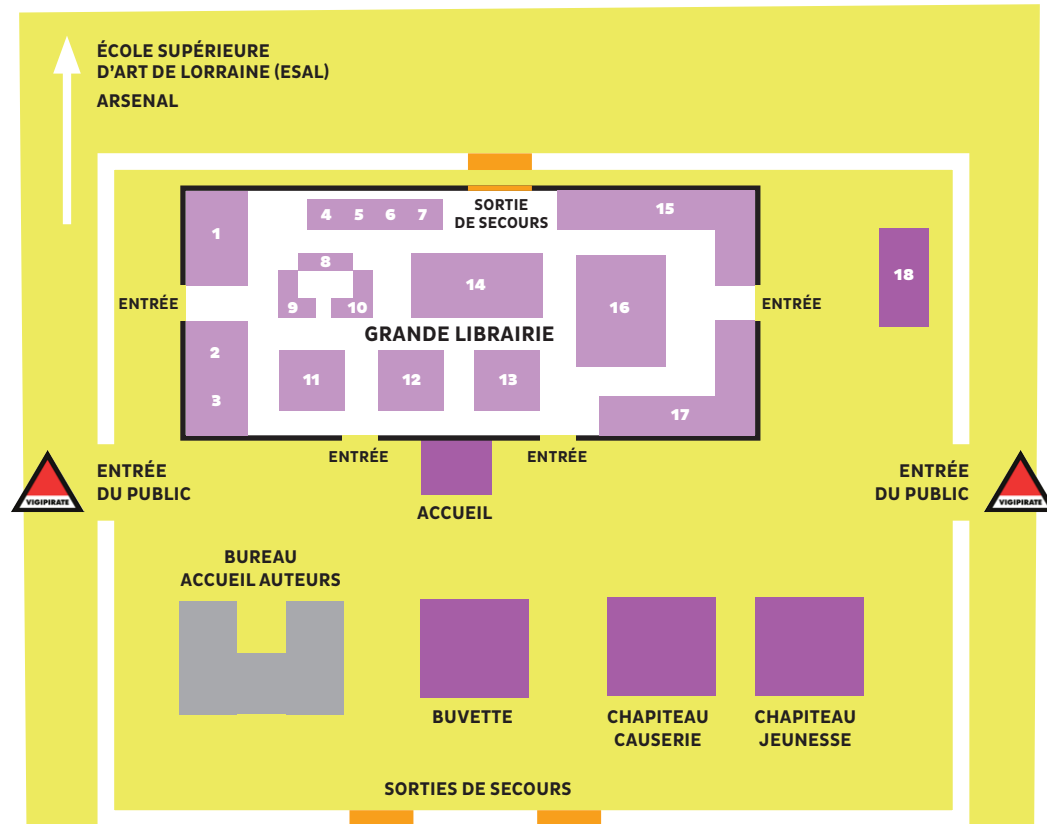 ÉCOLE SUPÉRIEURE
D'ART DE LORRAINE (ESAL)
ARSENAL
SORTIE
DE SECOURS
1
4 5 6 7
15
8
14
18
ENTRÉE
9 10
16
ENTRÉE
GRANDE LIBRAIRIE
2
3
11
12
13
17
ENTRÉE
ENTRÉE
VIGIPIRATE
ENTRÉE
DU PUBLIC
ENTRÉE
DU PUBLIC
VIGIPIRATE
ACCUEIL
BUREAU
ACCUEIL AUTEURS
BUVETTE
CHAPITEAU
CAUSERIE
CHAPITEAU
JEUNESSE
SORTIES DE SECOURS